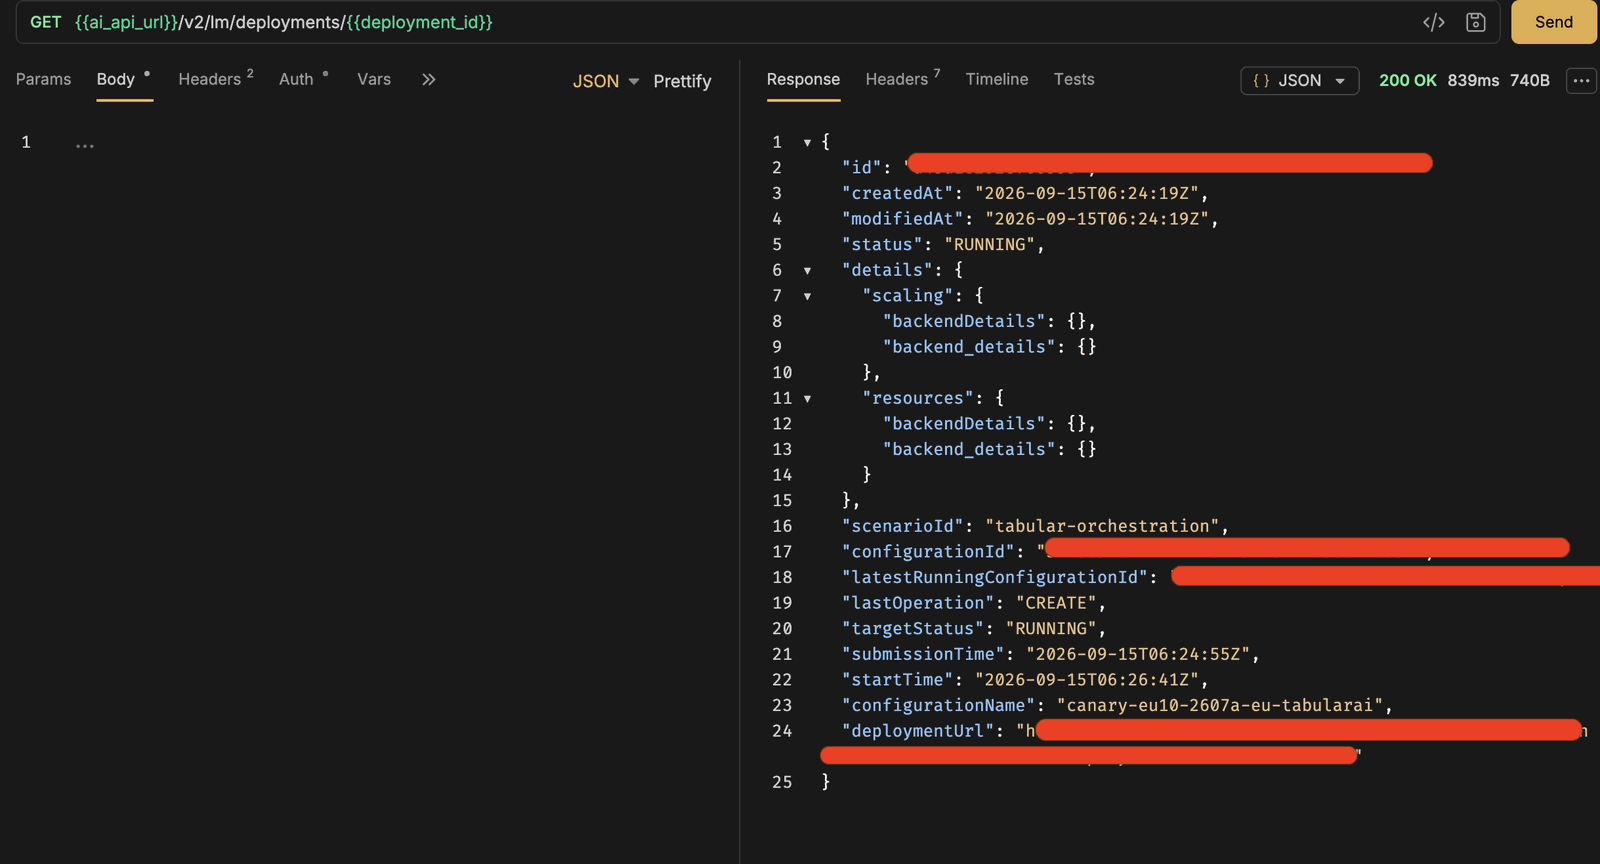 GET {{ai_api_url}}/v2/lm/deployments/{{deployment_id}} </> Send
Params Body Headers 2 Auth Vars >> JSON Prettify
Response Headers 7 Timeline Tests {} JSON 200 OK 839ms 740B ...
1 ...
1 {
2 "id": "
3 "createdAt": "2026-09-15T06:24:19Z",
4 "modifiedAt": "2026-09-15T06:24:19Z",
5 "status": "RUNNING",
6 "details": {
7 "scaling": {
8 "backendDetails": {},
9 "backend_details": {}
10 },
11 "resources": {
12 "backendDetails": {},
13 "backend_details": {}
14 }
15 },
16 "scenarioId": "tabular-orchestration",
17 "configurationId": "
18 "latestRunningConfigurationId":
19 "lastOperation": "CREATE",
20 "targetStatus": "RUNNING",
21 "submissionTime": "2026-09-15T06:24:55Z",
22 "startTime": "2026-09-15T06:26:41Z",
23 "configurationName": "canary-eu10-2607a-eu-tabularai",
24 "deploymentUrl": "h
"
25 }